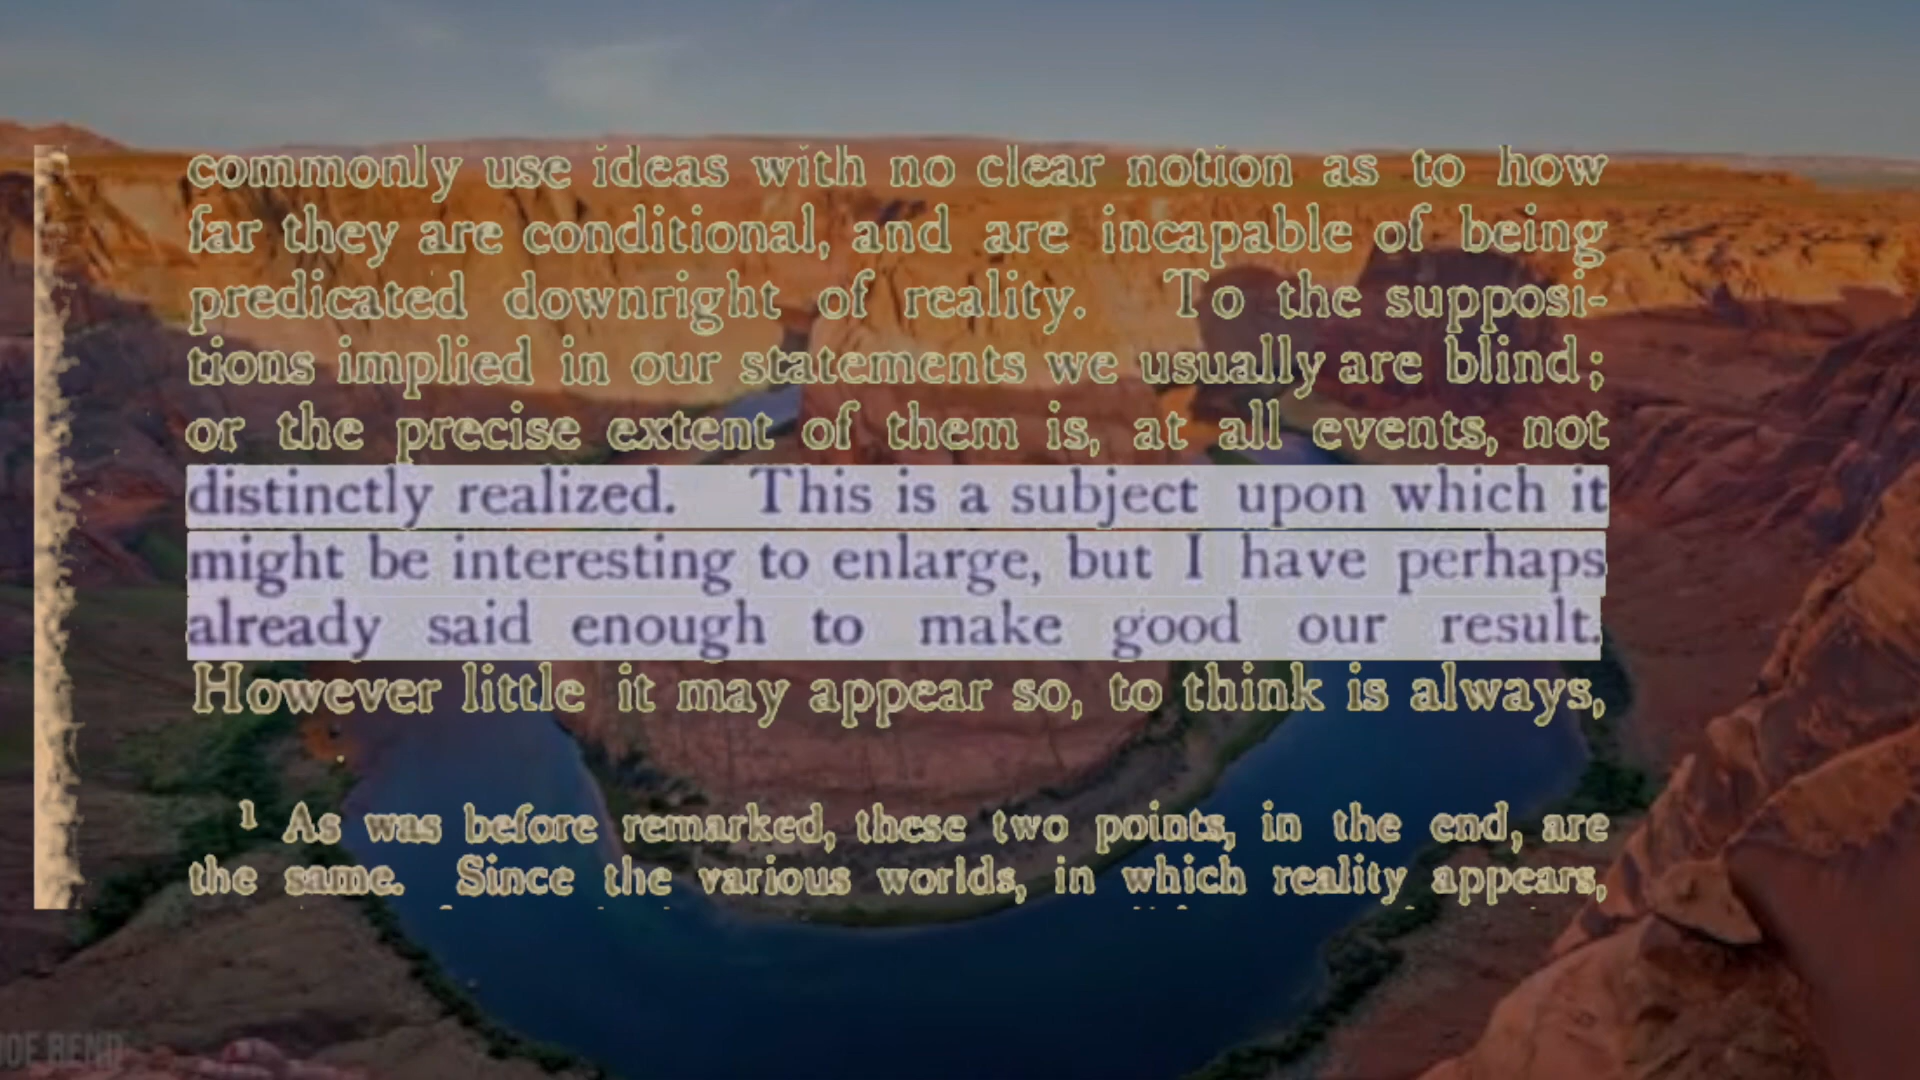 commonly use ideas with no clear notion as to how
far they are conditional, and are incapable of being
predicated downright of reality. To the supposi-
tions implied in our statements we usually are blind;
or the precise extent of them is, at all events, not
distinctly realized. This is a subject upon which it
might be interesting to enlarge, but I have perhaps
already said enough to make good our result.
However little it may appear so, to think is always,
1 As was before remarked, these two points, in the end, are
the same. Since the various worlds, in which reality appears,